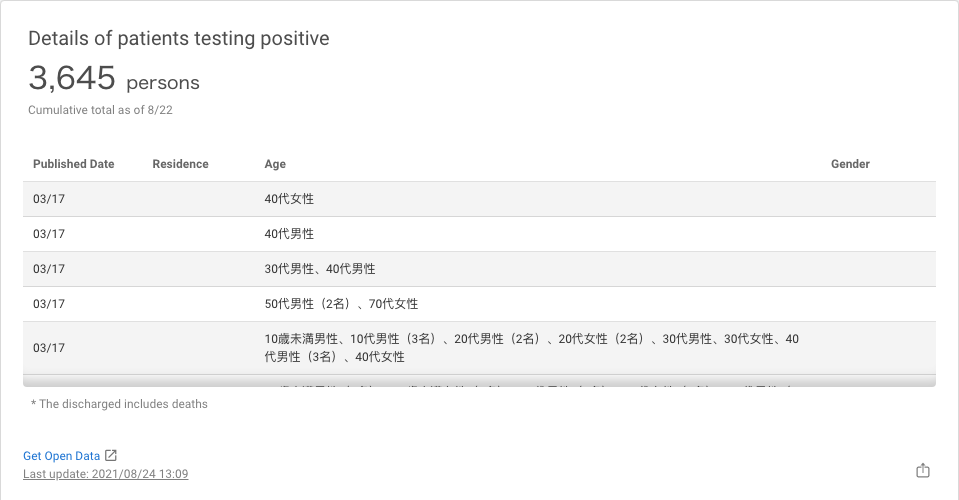 Details of patients testing positive
3,645 persons
Cumulative total as of 8/22
Published Date Residence Age Gender
03/17 40代女性
03/17 40代男性
03/17 30代男性、40代男性
03/17 50代男性（2名）、70代女性
03/17 10歳未満男性、10代男性（3名）、20代男性（2名）、20代女性（2名）、30代男性、30代女性、40
代男性（3名）、40代女性
* The discharged includes deaths
Get Open Data
Last update: 2021/08/24 13:09